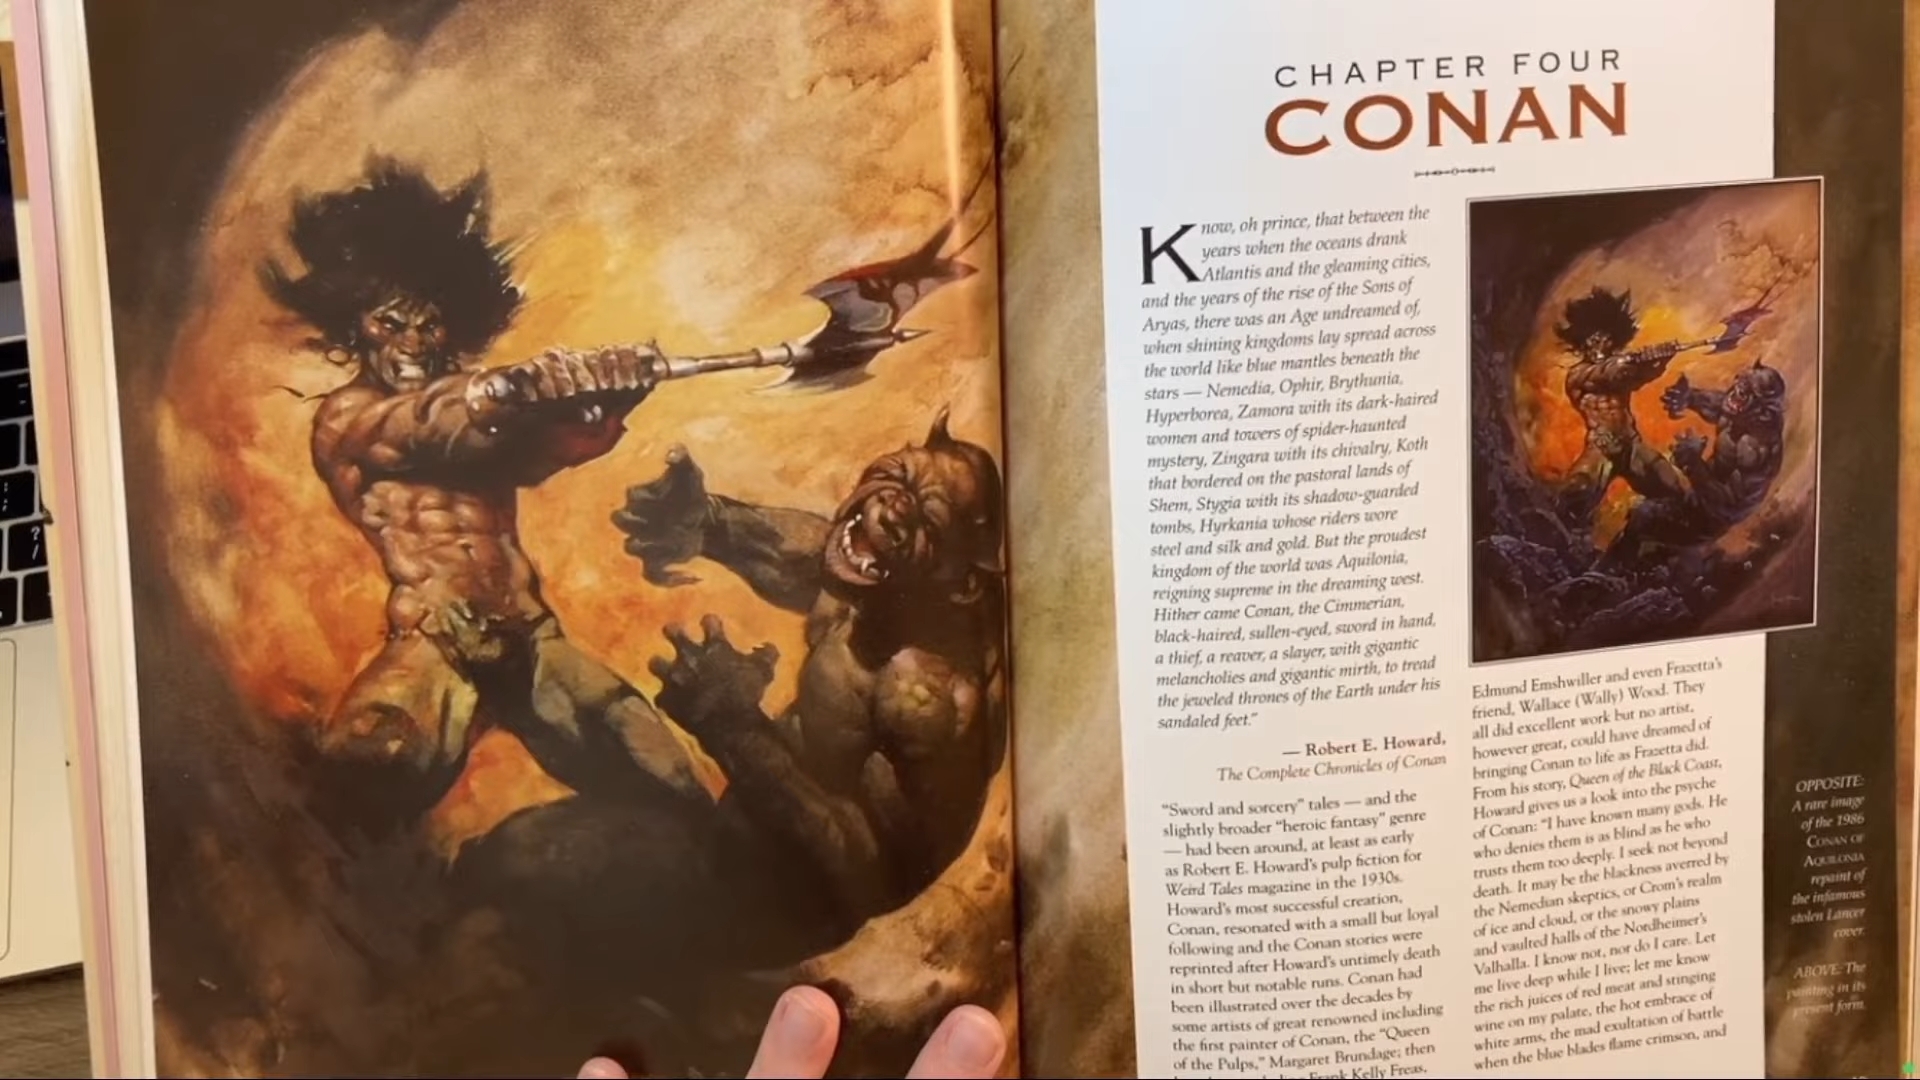 CHAPTER FOUR
CONAN
Know, oh prince, that between the
years when the oceans drank
Atlantis and the gleaming cities,
and the years of the rise of the Sons of
Aryas, there was an Age undreamed of,
when shining kingdoms lay spread across
the world like blue mantles beneath the
stars — Nemedia, Ophir, Brythunia,
Hyperborea, Zamora with its dark-haired
women and towers of spider-haunted
mystery, Zingara with its chivalry, Koth
that bordered on the pastoral lands of
Shem, Stygia with its shadow-guarded
tombs, Hyrkania whose riders wore
steel and silk and gold. But the proudest
kingdom of the world was Aquilonia,
reigning supreme in the dreaming west.
Hither came Conan, the Cimmerian,
black-haired, sullen-eyed, sword in hand,
a thief, a reaver, a slayer, with gigantic
melancholies and gigantic mirth, to tread
the jeweled thrones of the Earth under his
sandaled feet."
— Robert E. Howard,
The Complete Chronicles of Conan
"Sword and sorcery" tales — and the
slightly broader "heroic fantasy" genre
— had been around, at least as early
as Robert E. Howard's pulp fiction for
Weird Tales magazine in the 1930s.
Howard's most successful creation,
Conan, resonated with a small but loyal
following and the Conan stories were
reprinted after Howard's untimely death
in short but notable runs. Conan had
been illustrated over the decades by
some artists of great renowned including
the first painter of Conan, the "Queen
of the Pulps," Margaret Brundage; then
Frank Kelly Freas,
Edmund Emshwiller and even Frazetta's
friend, Wallace (Wally) Wood. They
all did excellent work but no artist,
however great, could have dreamed of
bringing Conan to life as Frazetta did.
From his story, Queen of the Black Coast,
Howard gives us a look into the psyche
of Conan: "I have known many gods. He
who denies them is as blind as he who
trusts them too deeply. I seek not beyond
death. It may be the blackness averred by
the Nemedian skeptics, or Crom's realm
of ice and cloud, or the snowy plains
and vaulted halls of the Nordheimer's
Valhalla. I know not, nor do I care. Let
me live deep while I live; let me know
the rich juices of red meat and stinging
wine on my palate, the hot embrace of
white arms, the mad exultation of battle
when the blue blades flame crimson, and
OPPOSITE:
A rare image
of the 1986
CONAN OF
AQUILONIA
repaint of
the infamous
stolen Lancer
cover.
ABOVE: The
painting in its
present form.